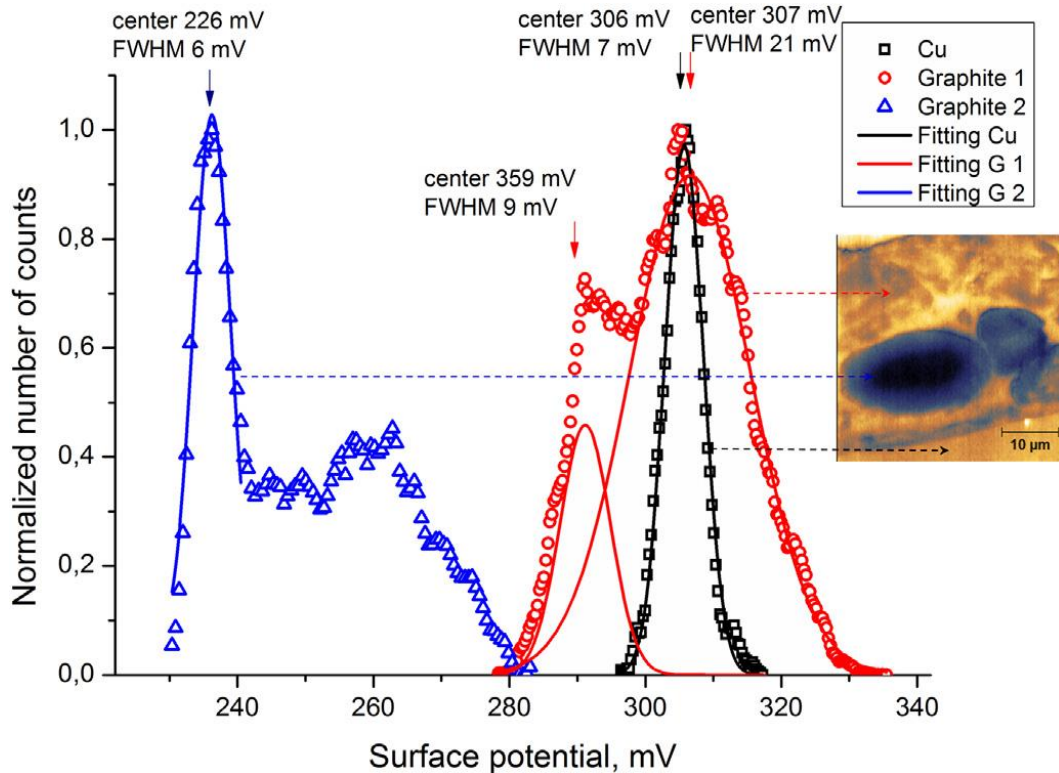 center 226 mV
FWHM 6 mV
center 306 mV
FWHM 7 mV
center 307 mV
FWHM 21 mV
center 359 mV
FWHM 9 mV
Cu
Graphite 1
Graphite 2
Fitting Cu
Fitting G 1
Fitting G 2
10 µm
Normalized number of counts
1,0
0,8
0,6
0,4
0,2
0,0
240 260 280 300 320 340
Surface potential, mV